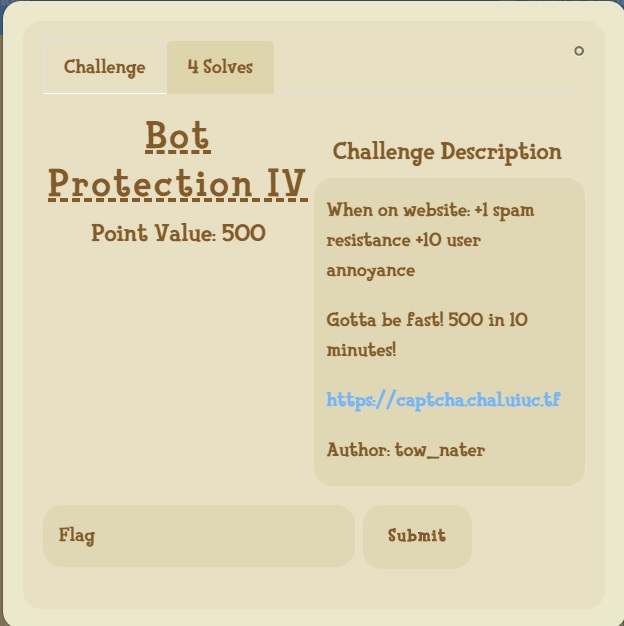 Challenge
4 Solves
Bot
Protection IV
Point Value: 500
Challenge Description
When on website: +1 spam
resistance +10 user
annoyance
Gotta be fast! 500 in 10
minutes!
https://captcha.chal.uiuc.tf
Author: tow_nater
Flag
Submit